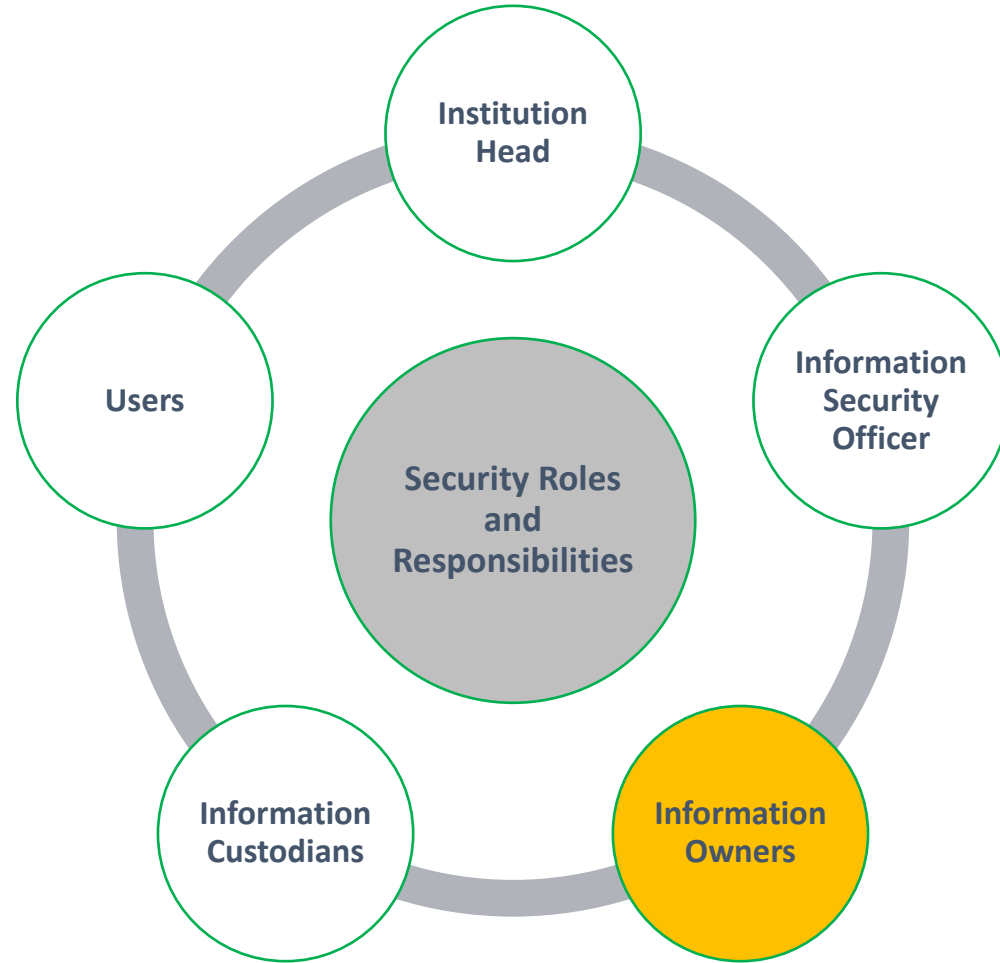 Institution
Head
Information
Security
Officer
Users
Security Roles
and
Responsibilities
Information
Custodians
Information
Owners